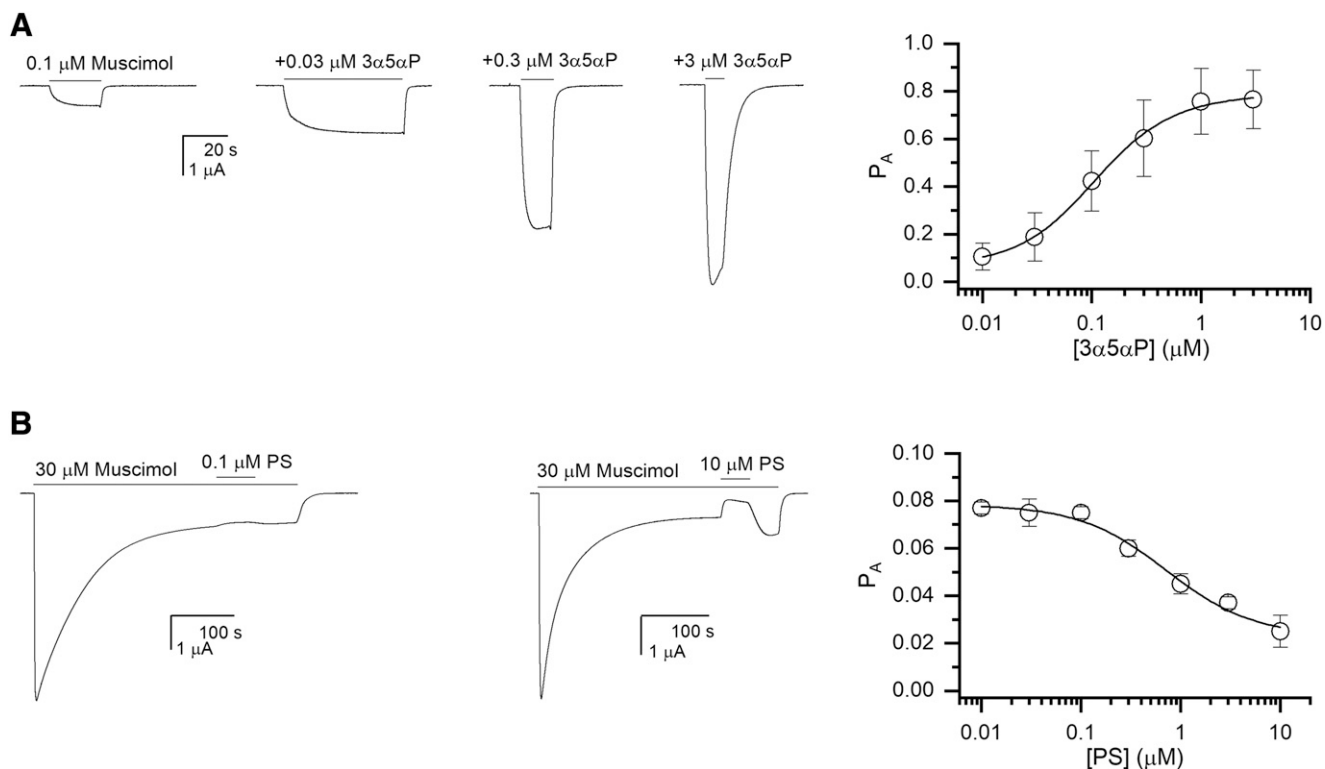 A
0.1 μM Muscimol
+0.03 μM 3α5αP
+0.3 μM 3α5αP
+3 μM 3α5αP
20 s
1 μA
1.0
0.8
0.6
0.4
0.2
0.0
P_A
0.01
0.1
1
10
[3α5αP] (μM)
B
30 μM Muscimol
0.1 μM PS
100 s
1 μA
30 μM Muscimol
10 μM PS
100 s
1 μA
0.10
0.08
0.06
0.04
0.02
0.00
P_A
0.01
0.1
1
10
[PS] (μM)